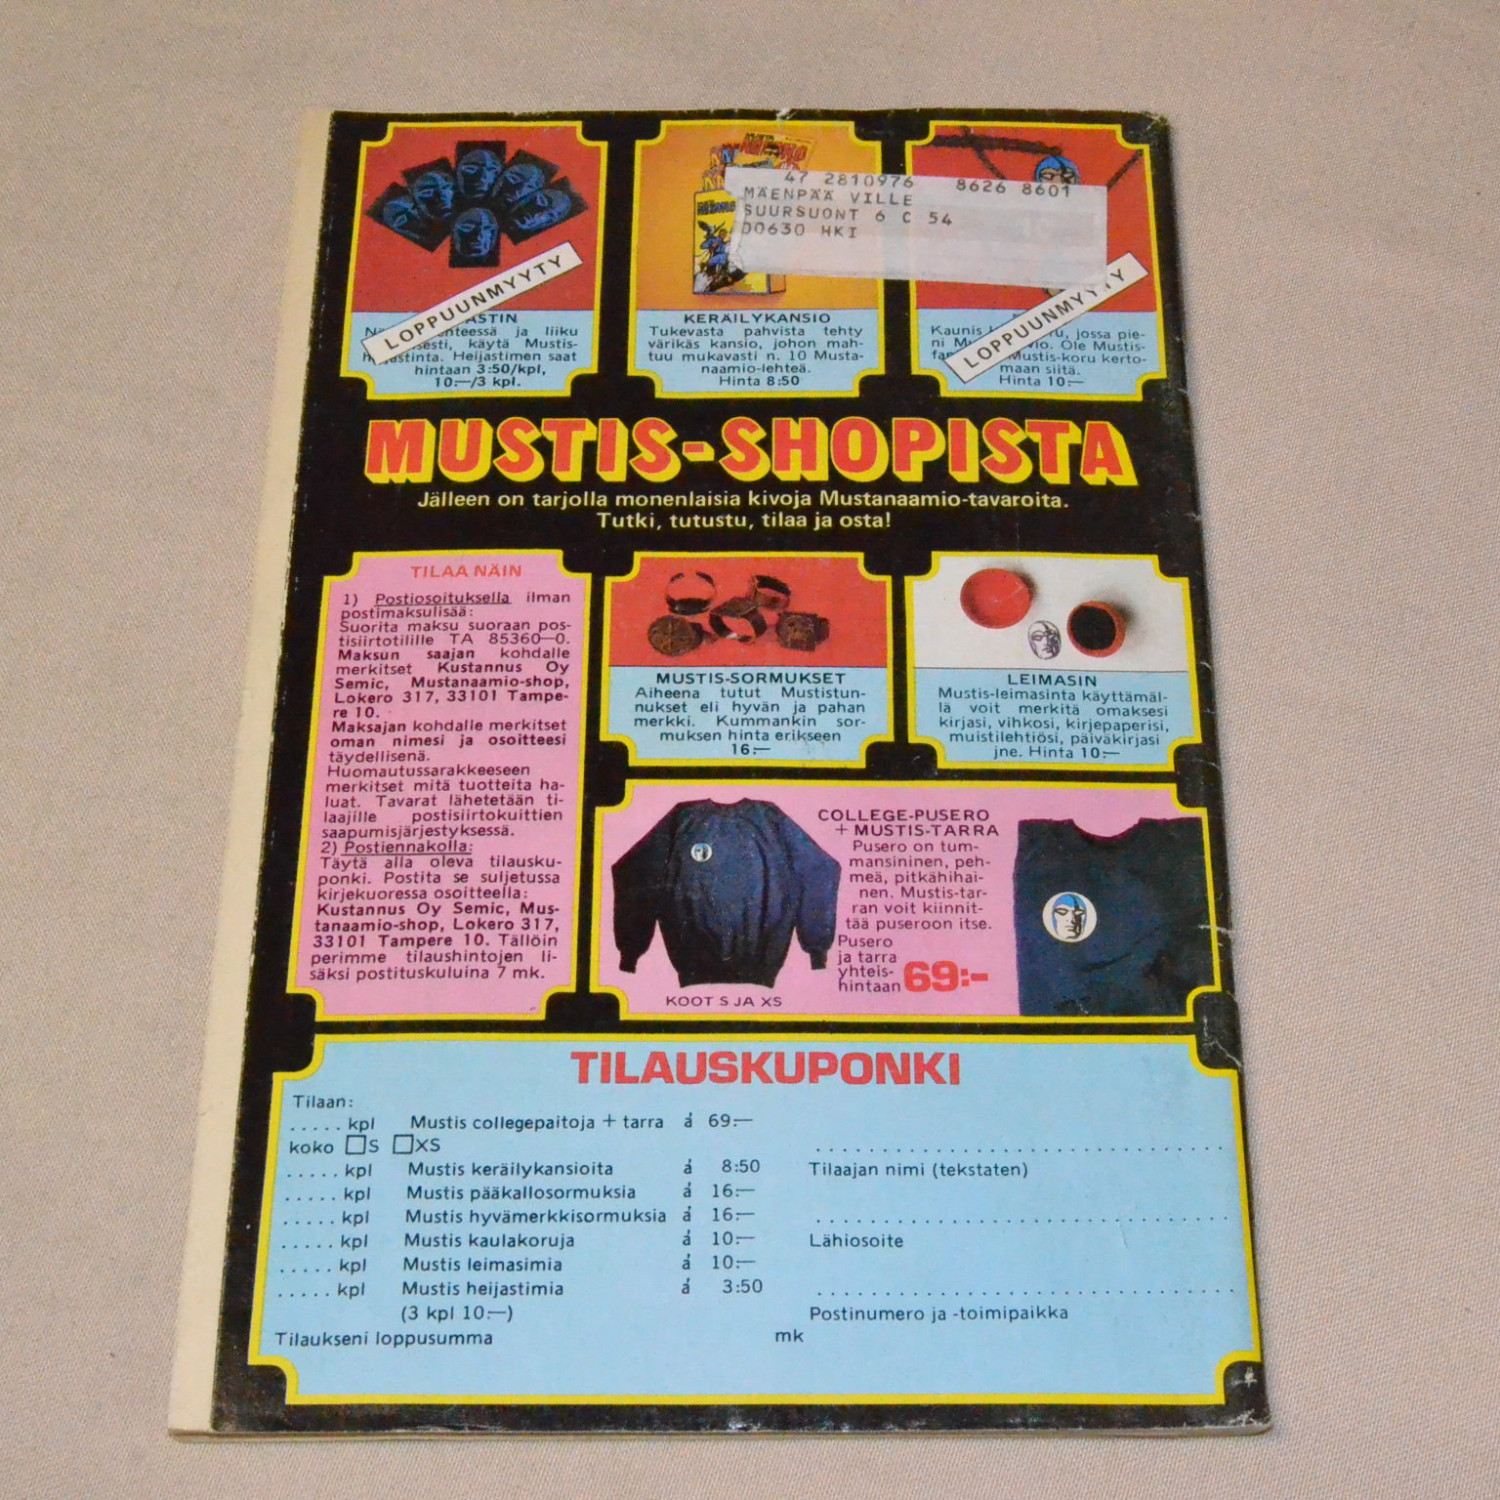 47 2810976 8626 8601
MÄENPÄÄ VILLE
SUURSUONT 6 C 54
00630 HKI
LOPPUUNMYYTY
ja liiku
käytä Mustis-
Heijastimen saat
hintaan 3:50/kpl,
10:—/3 kpl.
KERÄILYKANSIO
Tukevasta pahvista tehty
värikäs kansio, johon mah-
tuu mukavasti n. 10 Musta-
naamio-lehteä.
Hinta 8:50
LOPPUUNMYYTY
Kaunis jossa pie-
ni Ole Mustis-
Mustis-koru kerto-
maan siitä.
Hinta 10:—
MUSTIS-SHOPISTA
Jälleen on tarjolla monenlaisia kivoja Mustanaamio-tavaroita.
Tutki, tutustu, tilaa ja osta!
TILAA NÄIN
1) Postiosoituksella ilman
postimaksulisää:
Suorita maksu suoraan pos-
tisiirtotilille TA 85360—0.
Maksun saajan kohdalle
merkitset Kustannus Oy
Semic, Mustanaamio-shop,
Lokero 317, 33101 Tampe-
re 10.
Maksajan kohdalle merkitset
oman nimesi ja osoitteesi
täydellisenä.
Huomautussarakkeeseen
merkitset mitä tuotteita ha-
luat. Tavarat lähetetään ti-
laajille postisiirtokuittien
saapumisjärjestyksessä.
2) Postiennakolla:
Täytä alla oleva tilausku-
ponki. Postita se suljetussa
kirjekuoressa osoitteella:
Kustannus Oy Semic, Mus-
tanaamio-shop, Lokero 317,
33101 Tampere 10. Tällöin
perimme tilaushintojen li-
säksi postituskuluina 7 mk.
MUSTIS-SORMUKSET
Aiheena tutut Mustistun-
nukset eli hyvän ja pahan
merkki. Kummankin sor-
muksen hinta erikseen
16:—
LEIMASIN
Mustis-leimasinta käyttämäl-
lä voit merkitä omaksesi
kirjasi, vihkosi, kirjepaperisi,
muistilehtiösi, päiväkirjasi
jne. Hinta 10:—
COLLEGE-PUSERO
+ MUSTIS-TARRA
Pusero on tum-
mansininen, peh-
meä, pitkähihai-
nen. Mustis-tar-
ran voit kiinnit-
tää puseroon itse.
Pusero
ja tarra
yhteis-
hintaan 69:-
KOOT S JA XS
TILAUSKUPONKI
Tilaan:
..... kpl Mustis collegepaitoja + tarra á 69:—
koko □S □XS
..... kpl Mustis keräilykansioita á 8:50
..... kpl Mustis pääkallosormuksia á 16:—
..... kpl Mustis hyvämerkkisormuksia á 16:—
..... kpl Mustis kaulakoruja á 10:—
..... kpl Mustis leimasimia á 10:—
..... kpl Mustis heijastimia á 3:50
(3 kpl 10:—)
Tilaukseni loppusumma mk
Tilaajan nimi (tekstaten)
Lähiosoite
Postinumero ja -toimipaikka